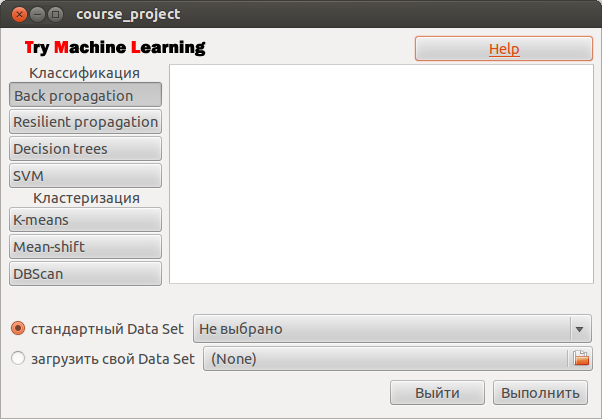 course_project
Try Machine Learning
Help
Классификация
Back propagation
Resilient propagation
Decision trees
SVM
Кластеризация
K-means
Mean-shift
DBScan
стандартный Data Set
Не выбрано
загрузить свой Data Set
(None)
Выйти
Выполнить